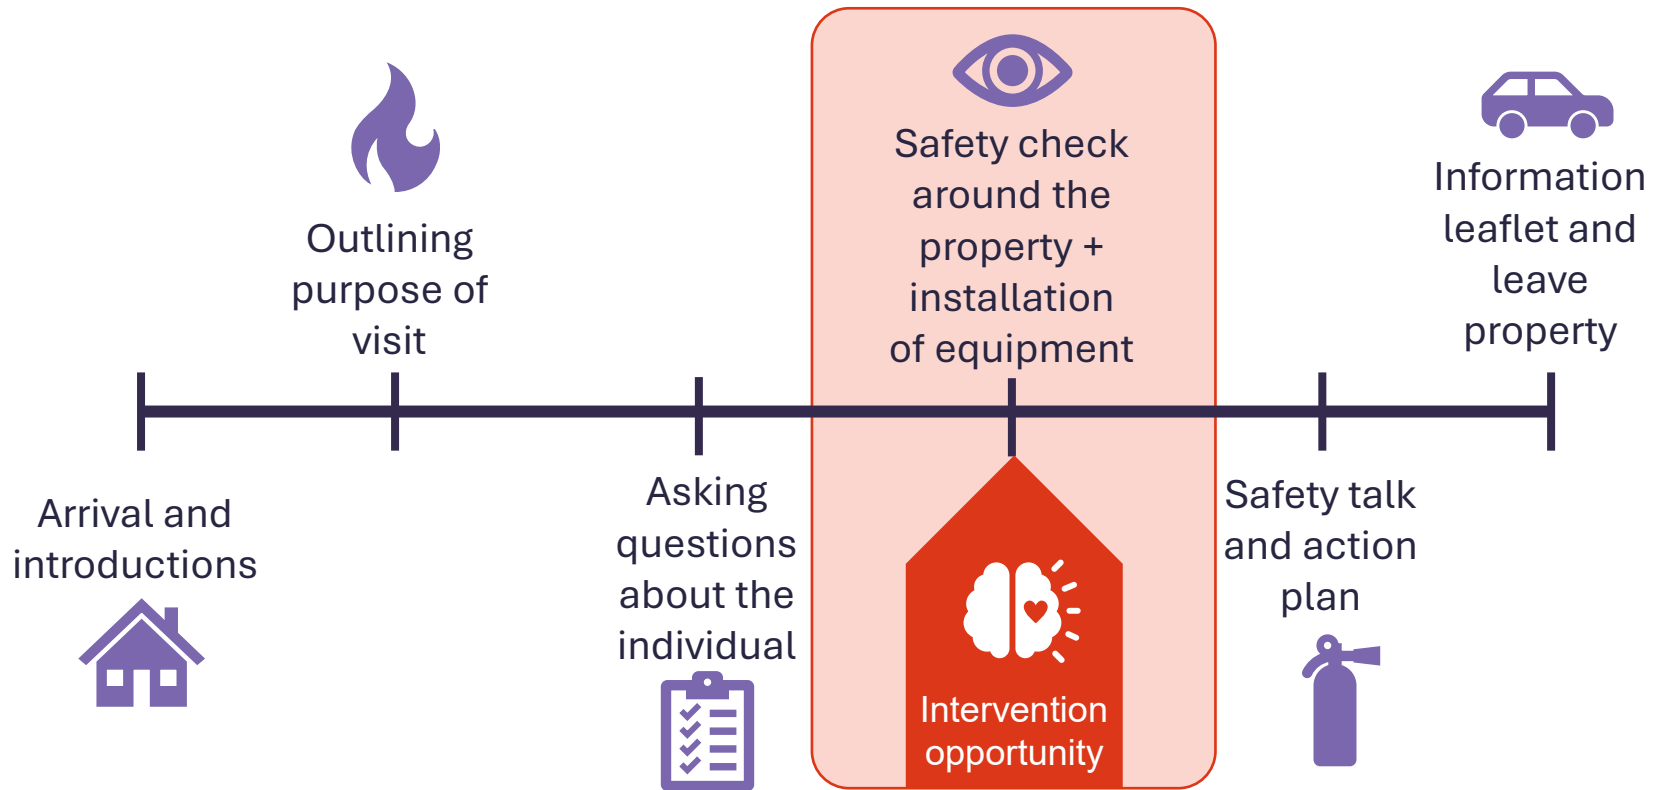 Arrival and
introductions
Outlining
purpose of
visit
Asking
questions
about the
individual
Safety check
around the
property +
installation
of equipment
Intervention
opportunity
Safety talk
and action
plan
Information
leaflet and
leave
property